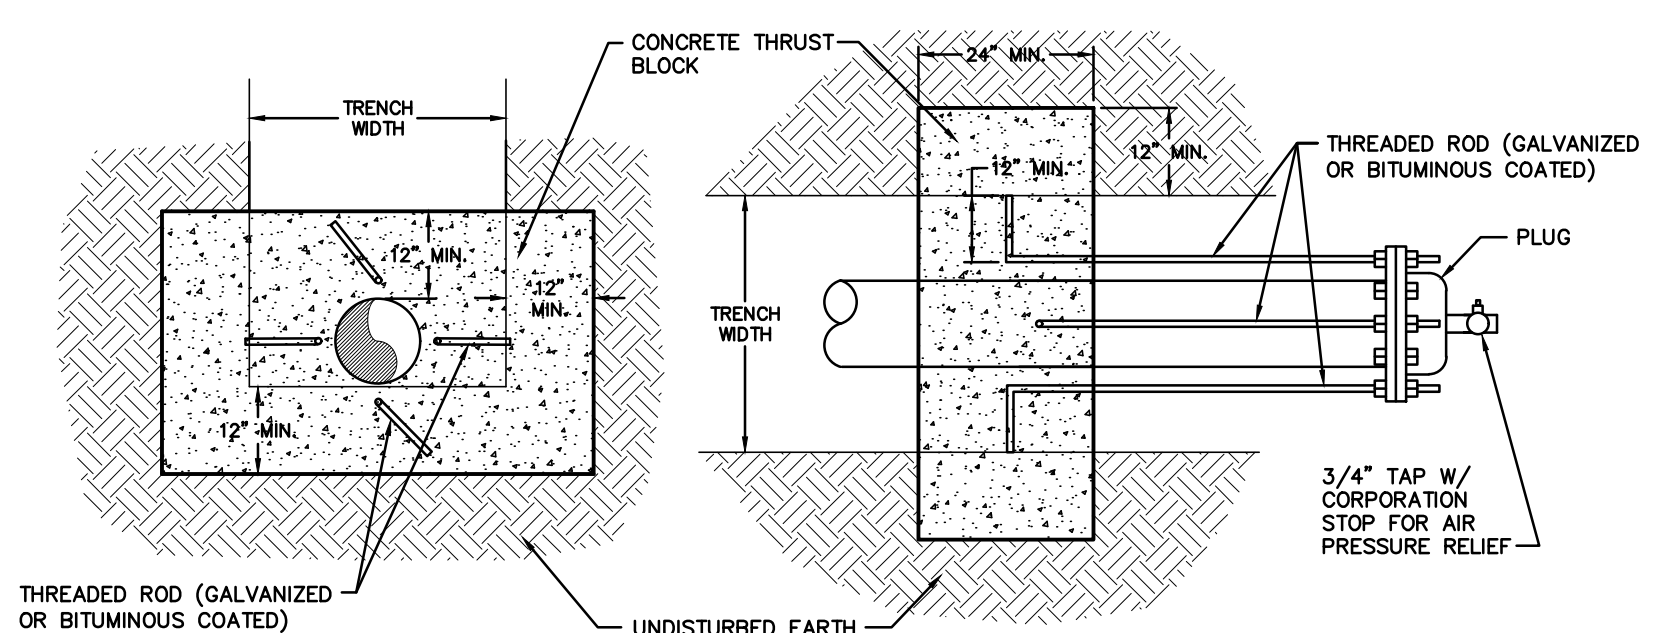 CONCRETE THRUST
BLOCK
TRENCH
WIDTH
12" MIN.
12"
MIN.
12" MIN.
THREADED ROD (GALVANIZED
OR BITUMINOUS COATED)
UNDISTURBED EARTH
24" MIN.
12" MIN.
12" MIN.
TRENCH
WIDTH
THREADED ROD (GALVANIZED
OR BITUMINOUS COATED)
PLUG
3/4" TAP W/
CORPORATION
STOP FOR AIR
PRESSURE RELIEF